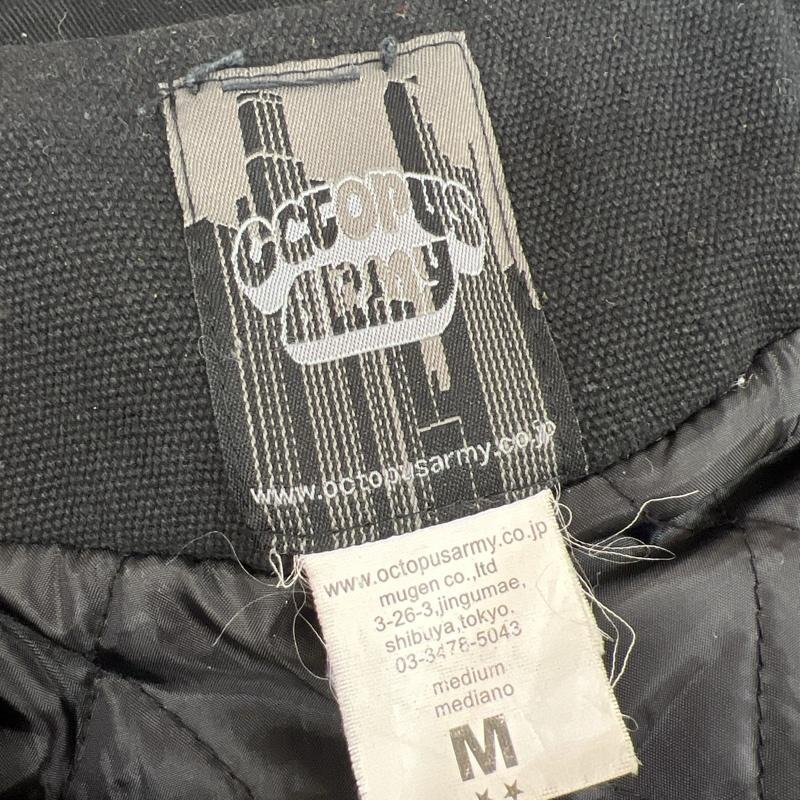 OCTOPUS
ARMY
www.octopusarmy.co.jp
www.octopusarmy.co.jp
mugen co.,ltd
3-26-3,jingumae,
shibuya,tokyo.
03-3478-5043
medium
mediano
M